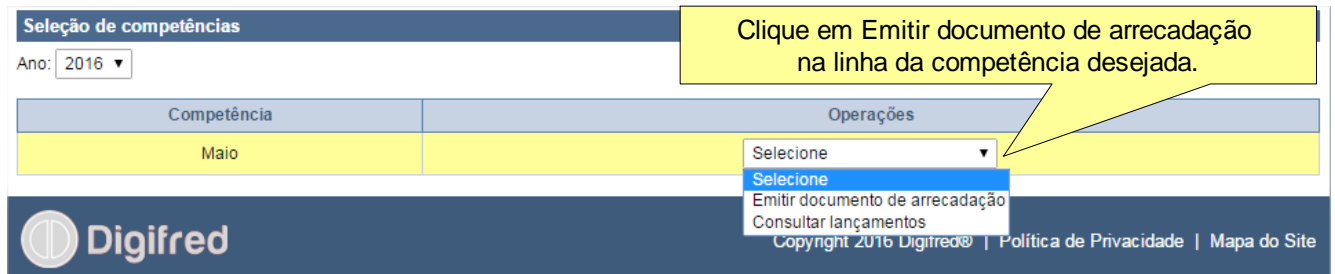 Seleção de competências
Clique em Emitir documento de arrecadação
na linha da competência desejada.
Ano: 2016
Competência Operações
Maio Selecione
Selecione
Emitir documento de arrecadação
Consultar lançamentos
Digifred
Copyright 2016 Digifred® | Política de Privacidade | Mapa do Site